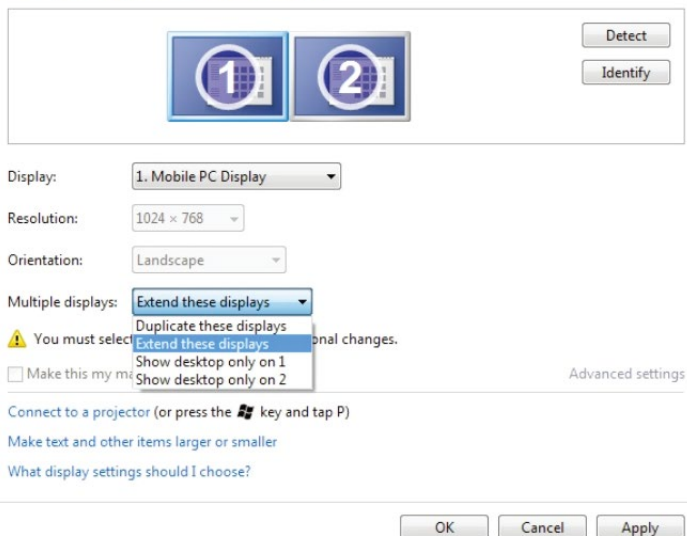 1
2
Detect
Identify
Display:
1. Mobile PC Display
Resolution:
1024 × 768
Orientation:
Landscape
Multiple displays:
Extend these displays
Duplicate these displays
Extend these displays
Show desktop only on 1
Show desktop only on 2
You must select onal changes.
Make this my ma
Advanced settings
Connect to a projector (or press the key and tap P)
Make text and other items larger or smaller
What display settings should I choose?
OK
Cancel
Apply